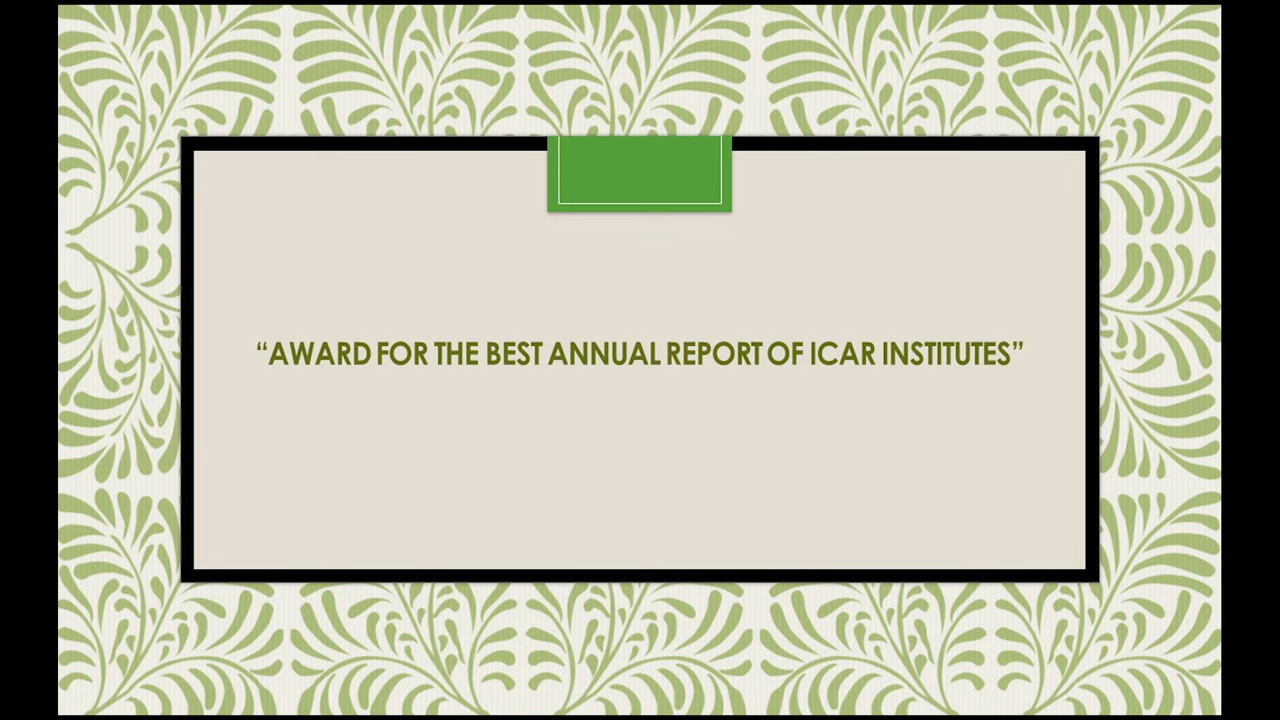 “AWARD FOR THE BEST ANNUAL REPORT OF ICAR INSTITUTES”